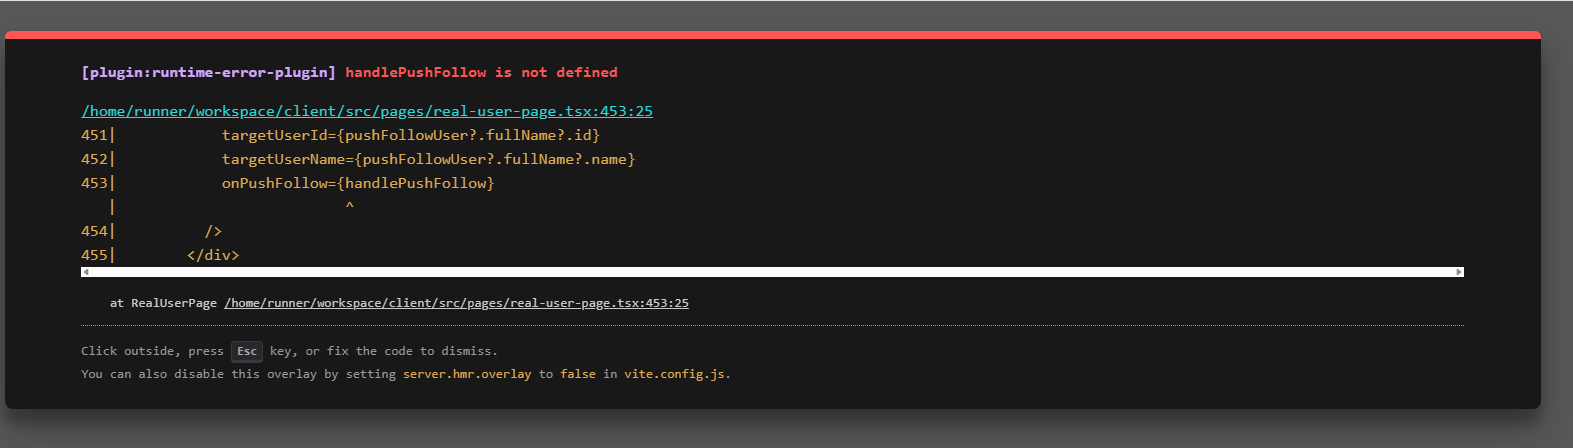 [plugin:runtime-error-plugin] handlePushFollow is not defined
/home/runner/workspace/client/src/pages/real-user-page.tsx:453:25
451|            targetUserId={pushFollowUser?.fullName?.id}
452|            targetUserName={pushFollowUser?.fullName?.name}
453|            onPushFollow={handlePushFollow}
   |                          ^
454|          />
455|        </div>
at RealUserPage /home/runner/workspace/client/src/pages/real-user-page.tsx:453:25
Click outside, press Esc key, or fix the code to dismiss.
You can also disable this overlay by setting server.hmr.overlay to false in vite.config.js.